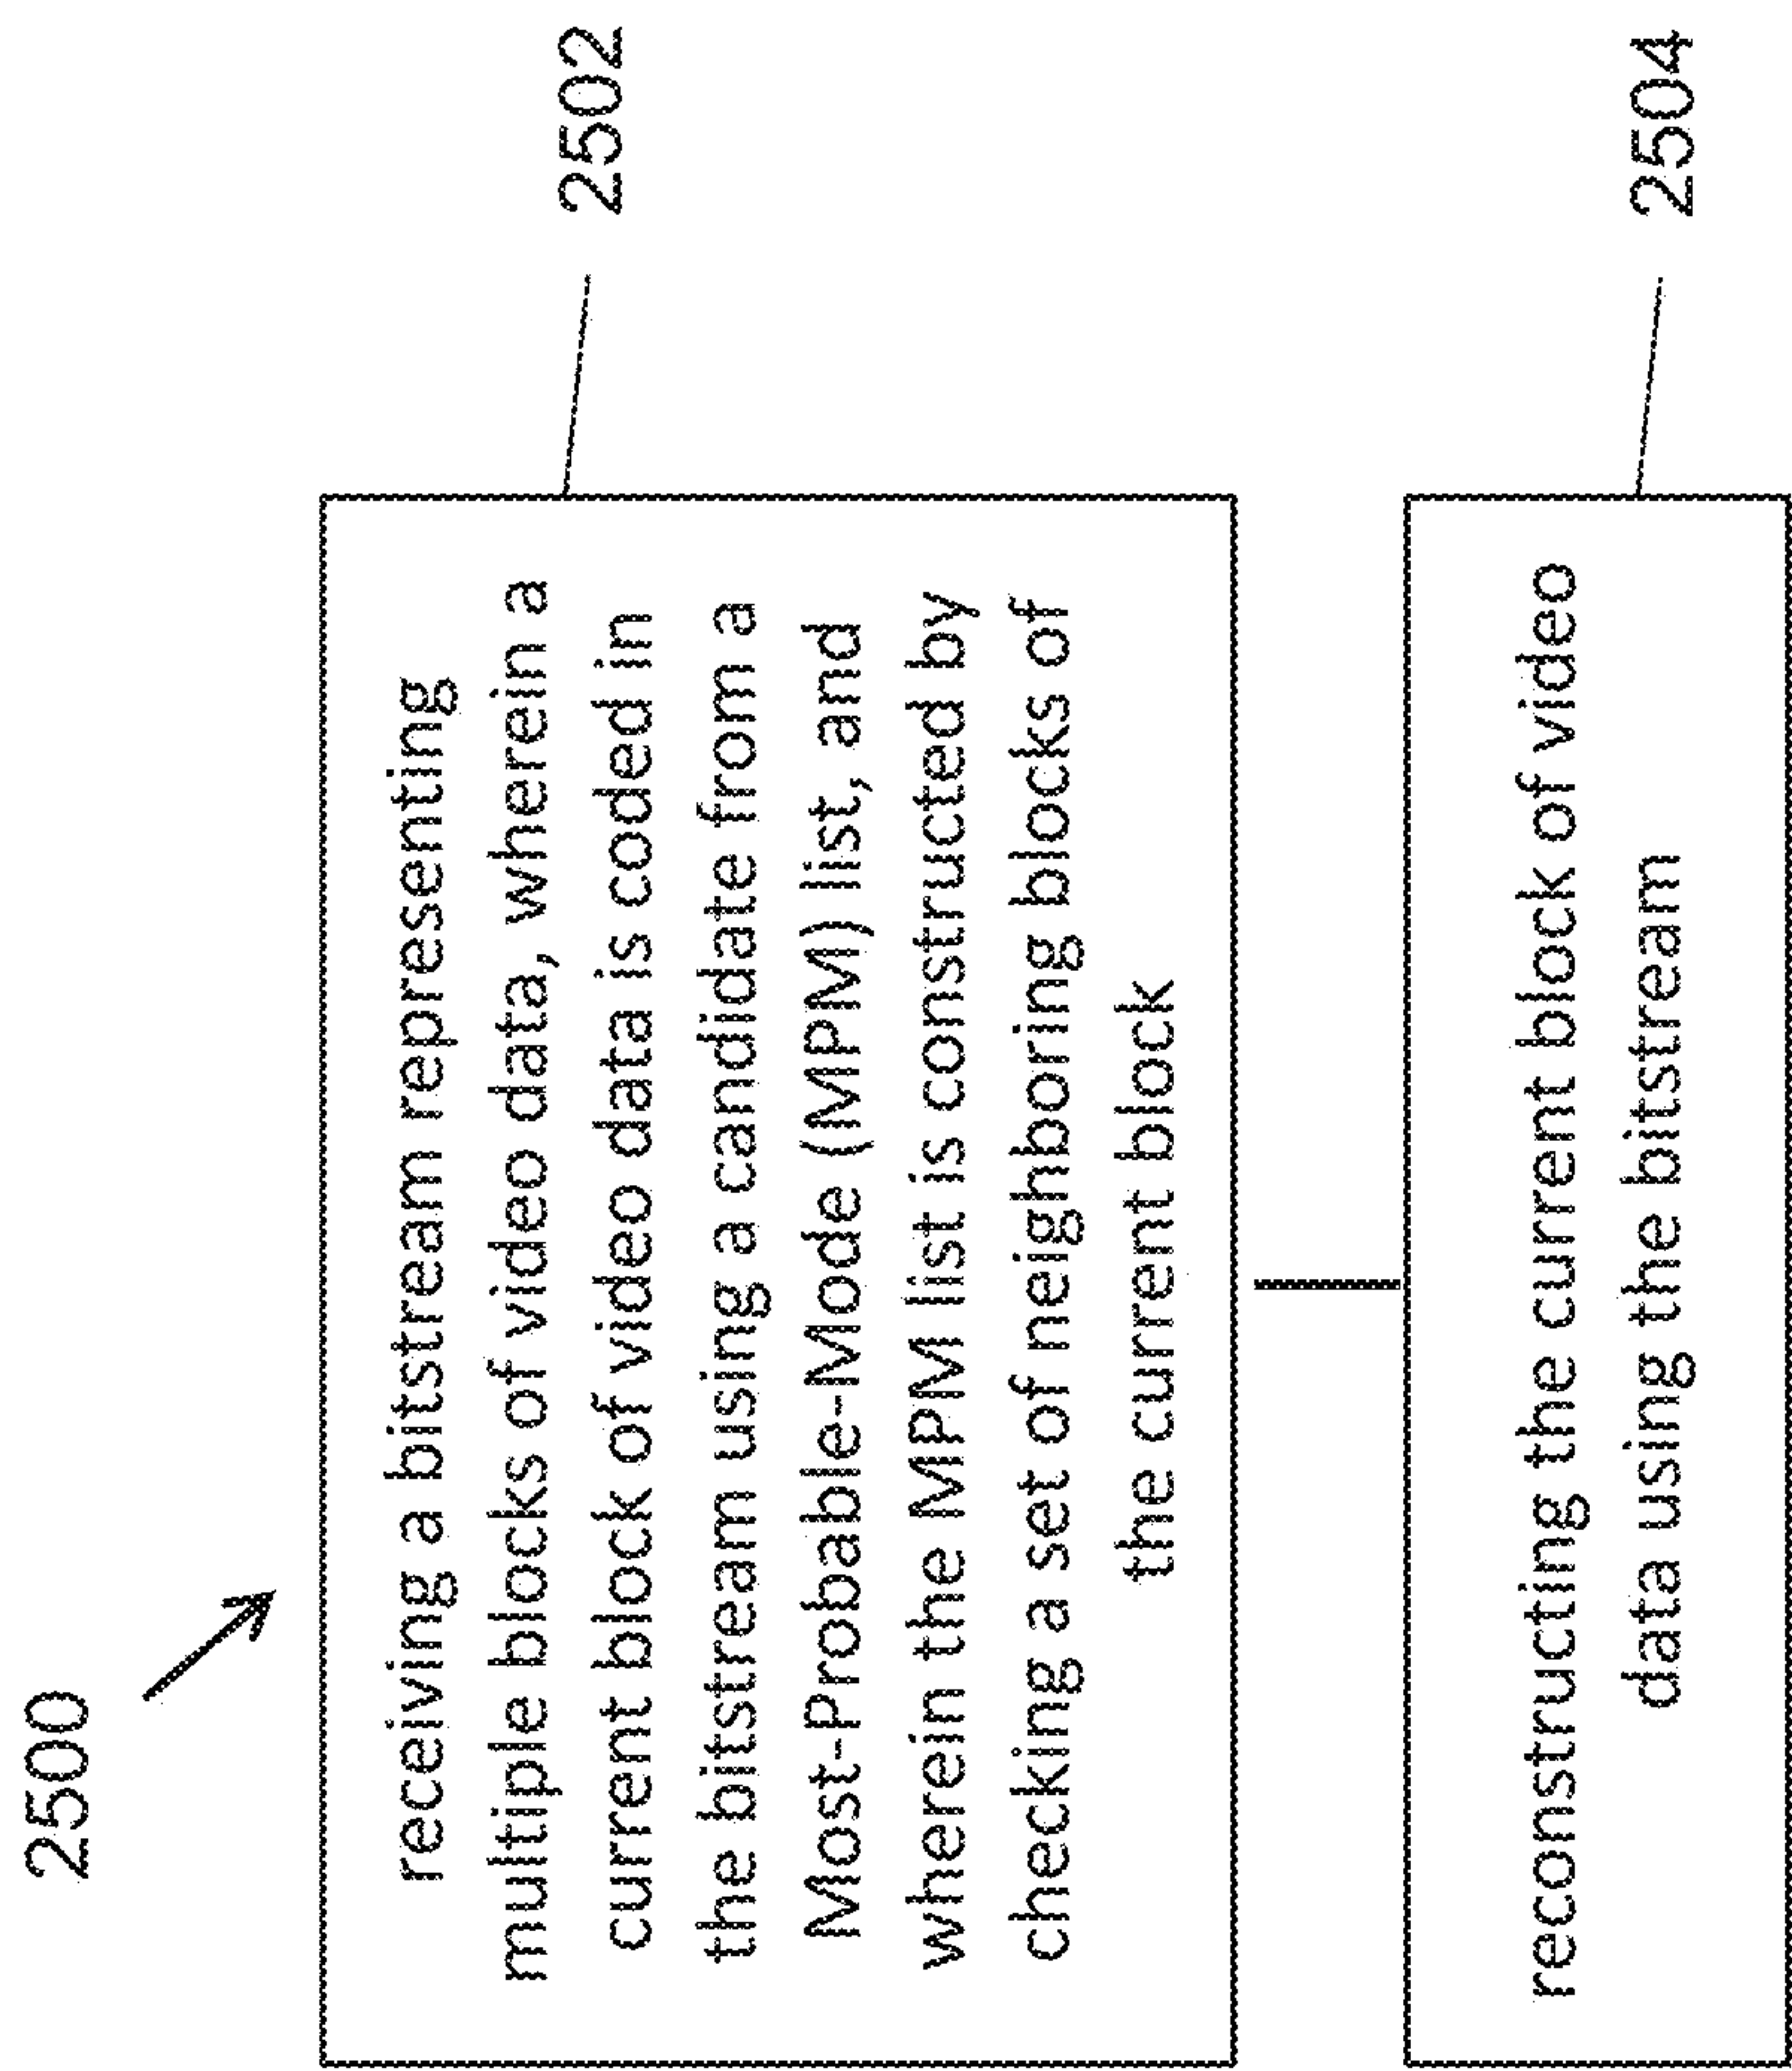 2500
receiving a bitstream representing
multiple blocks of video data, wherein a
current block of video data is coded in
the bitstream using a candidate from a
Most-Probable-Mode (MPM) list, and
wherein the MPM list is constructed by
checking a set of neighboring blocks of
the current block
2502
reconstructing the current block of video
data using the bitstream
2504